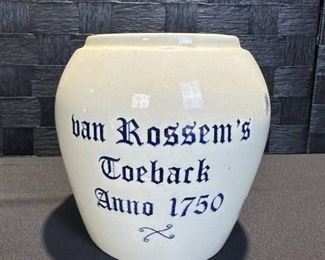 van Rossem's
Toeback
Anno 1750